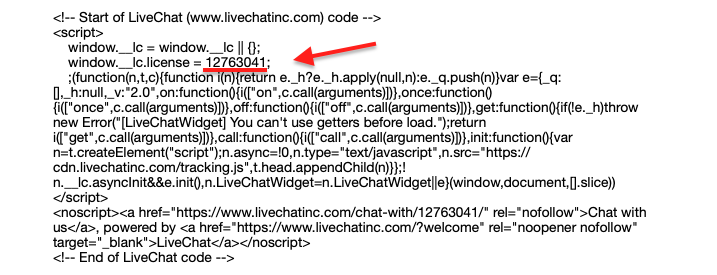 <!-- Start of LiveChat (www.livechatinc.com) code -->
<script>
window.__lc = window.__lc || {};
window.__lc.license = 12763041;
;(function(n,t,c){function i(n){return e._h?e._h.apply(null,n):e._q.push(n)}var e={_q:
[],_h:null,_v:"2.0",on:function(){i(["on",c.call(arguments)])},once:function()
{i(["once",c.call(arguments)])},off:function(){i(["off",c.call(arguments)])},get:function(){if(!e._h)throw
new Error("[LiveChatWidget] You can't use getters before load.");return
i(["get",c.call(arguments)])},call:function(){i(["call",c.call(arguments)])},init:function(){var
n=t.createElement("script");n.async=!0,n.type="text/javascript",n.src="https://
cdn.livechatinc.com/tracking.js",t.head.appendChild(n)}};!
n.__lc.asyncInit&&e.init(),n.LiveChatWidget=n.LiveChatWidget||e}(window,document,[].slice))
</script>
<noscript><a href="https://www.livechatinc.com/chat-with/12763041/" rel="nofollow">Chat with
us</a>, powered by <a href="https://www.livechatinc.com/?welcome" rel="noopener nofollow"
target="_blank">LiveChat</a></noscript>
<!-- End of LiveChat code -->